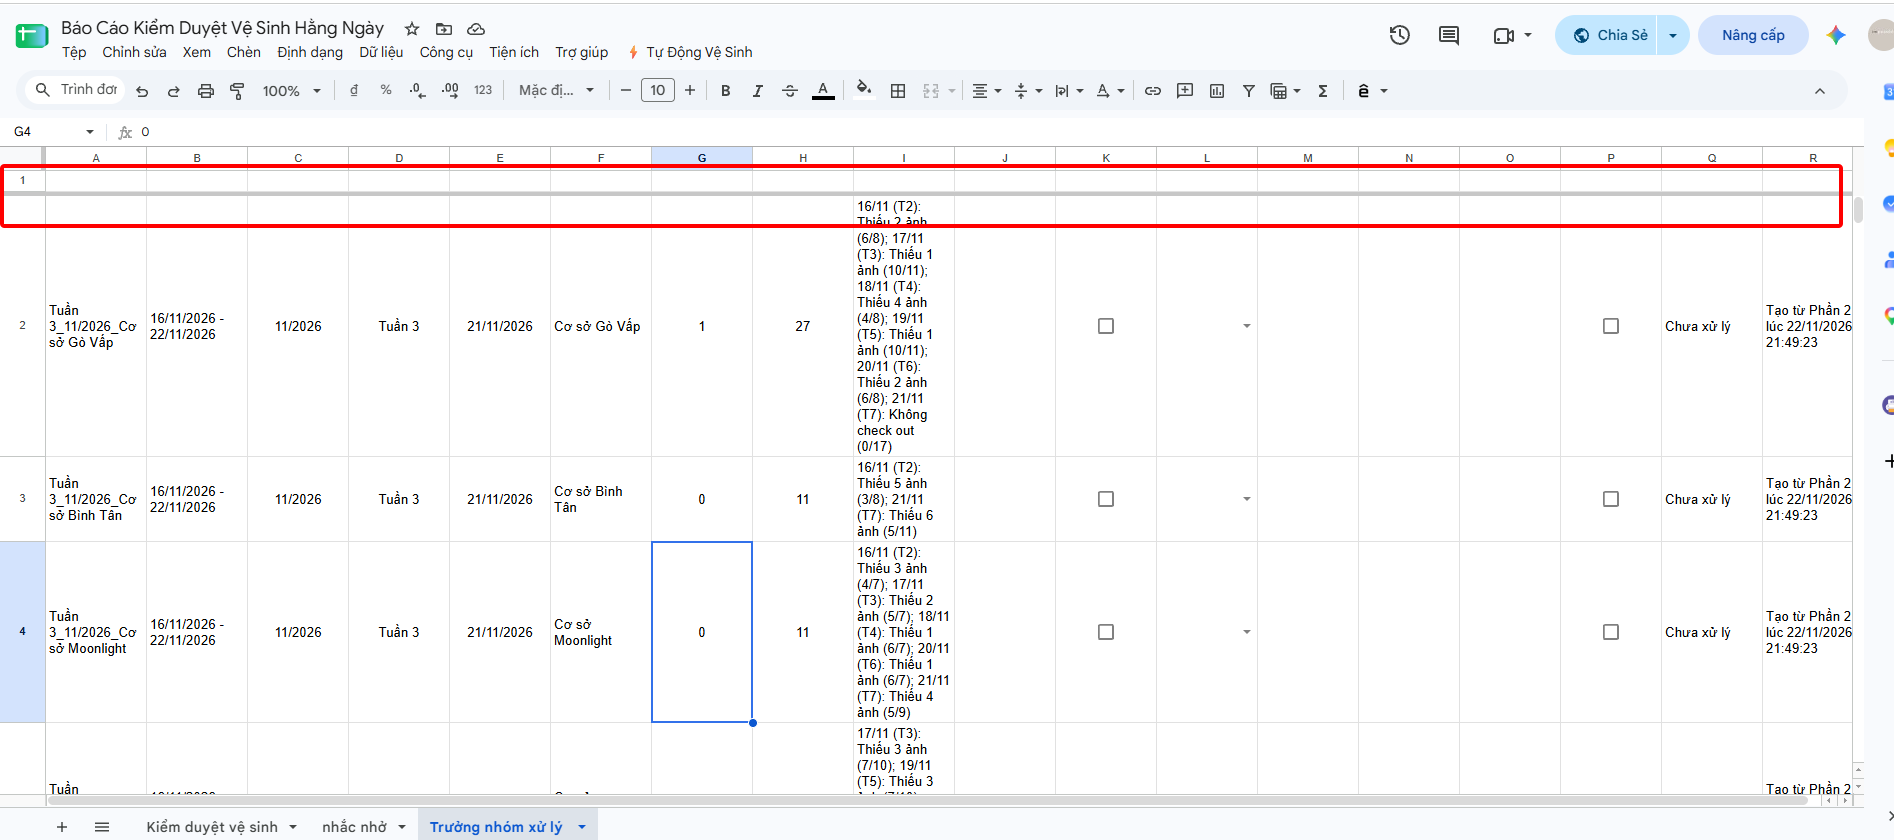 Báo Cáo Kiểm Duyệt Vệ Sinh Hằng Ngày
Tệp Chỉnh sửa Xem Chèn Định dạng Dữ liệu Công cụ Tiện ích Trợ giúp Tự Động Vệ Sinh
Chia Sẻ
Nâng cấp
Trình đơn 100% đ % .0 .00 123 Mặc đị... 10 B I A Σ
G4 fx 0
A B C D E F G H I J K L M N O P Q R
1
16/11 (T2):
Thiếu 2 ảnh
(6/8); 17/11
(T3): Thiếu 1
ảnh (10/11);
18/11 (T4):
Thiếu 4 ảnh
(4/8); 19/11
(T5): Thiếu 1
ảnh (10/11);
20/11 (T6):
Thiếu 2 ảnh
(6/8); 21/11
(T7): Không
check out
(0/17)
2
Tuần
3_11/2026_Cơ
sở Gò Vấp
16/11/2026 -
22/11/2026
11/2026 Tuần 3 21/11/2026 Cơ sở Gò Vấp 1 27
Chưa xử lý
Tạo từ Phần 2
lúc 22/11/2026
21:49:23
3
Tuần
3_11/2026_Cơ
sở Bình Tân
16/11/2026 -
22/11/2026
11/2026 Tuần 3 21/11/2026
Cơ sở Bình
Tân
0 11
16/11 (T2):
Thiếu 5 ảnh
(3/8); 21/11
(T7): Thiếu 6
ảnh (5/11)
Chưa xử lý
Tạo từ Phần 2
lúc 22/11/2026
21:49:23
4
Tuần
3_11/2026_Cơ
sở Moonlight
16/11/2026 -
22/11/2026
11/2026 Tuần 3 21/11/2026
Cơ sở
Moonlight
0 11
16/11 (T2):
Thiếu 3 ảnh
(4/7); 17/11
(T3): Thiếu 2
ảnh (5/7); 18/11
(T4): Thiếu 1
ảnh (6/7); 20/11
(T6): Thiếu 1
ảnh (6/7); 21/11
(T7): Thiếu 4
ảnh (5/9)
Chưa xử lý
Tạo từ Phần 2
lúc 22/11/2026
21:49:23
17/11 (T3):
Thiếu 3 ảnh
(7/10); 19/11
(T5): Thiếu 3
Tuần
Tạo từ Phần 2
Kiểm duyệt vệ sinh nhắc nhở Trưởng nhóm xử lý